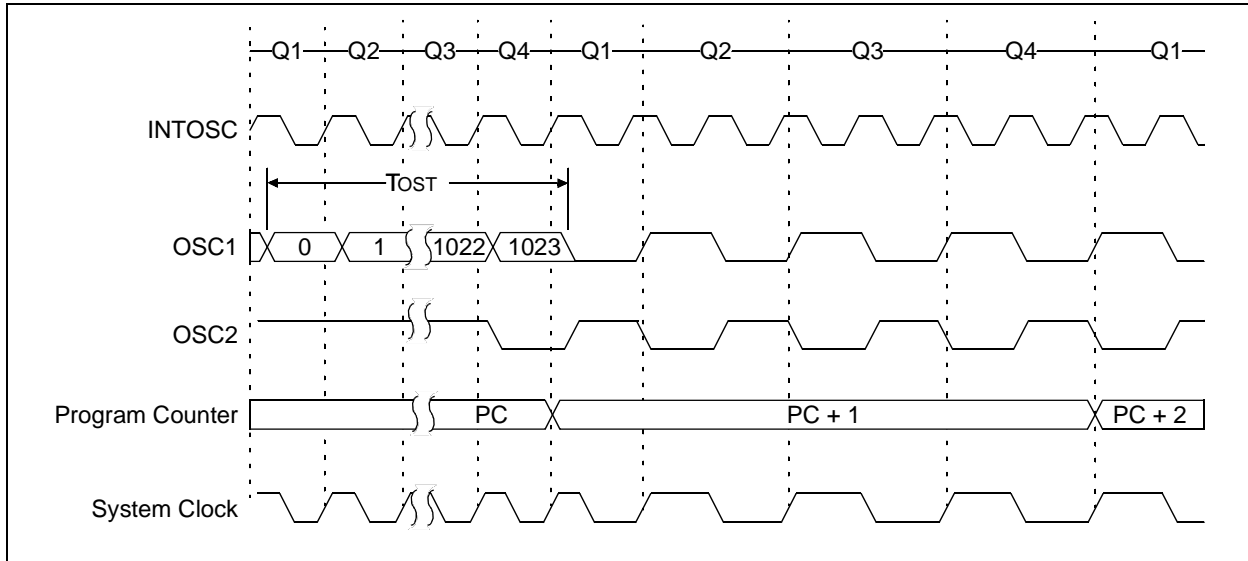 Q1 Q2 Q3 Q4 Q1 Q2 Q3 Q4 Q1
INTOSC
TOST
OSC1 0 1 1022 1023
OSC2
Program Counter PC PC + 1 PC + 2
System Clock